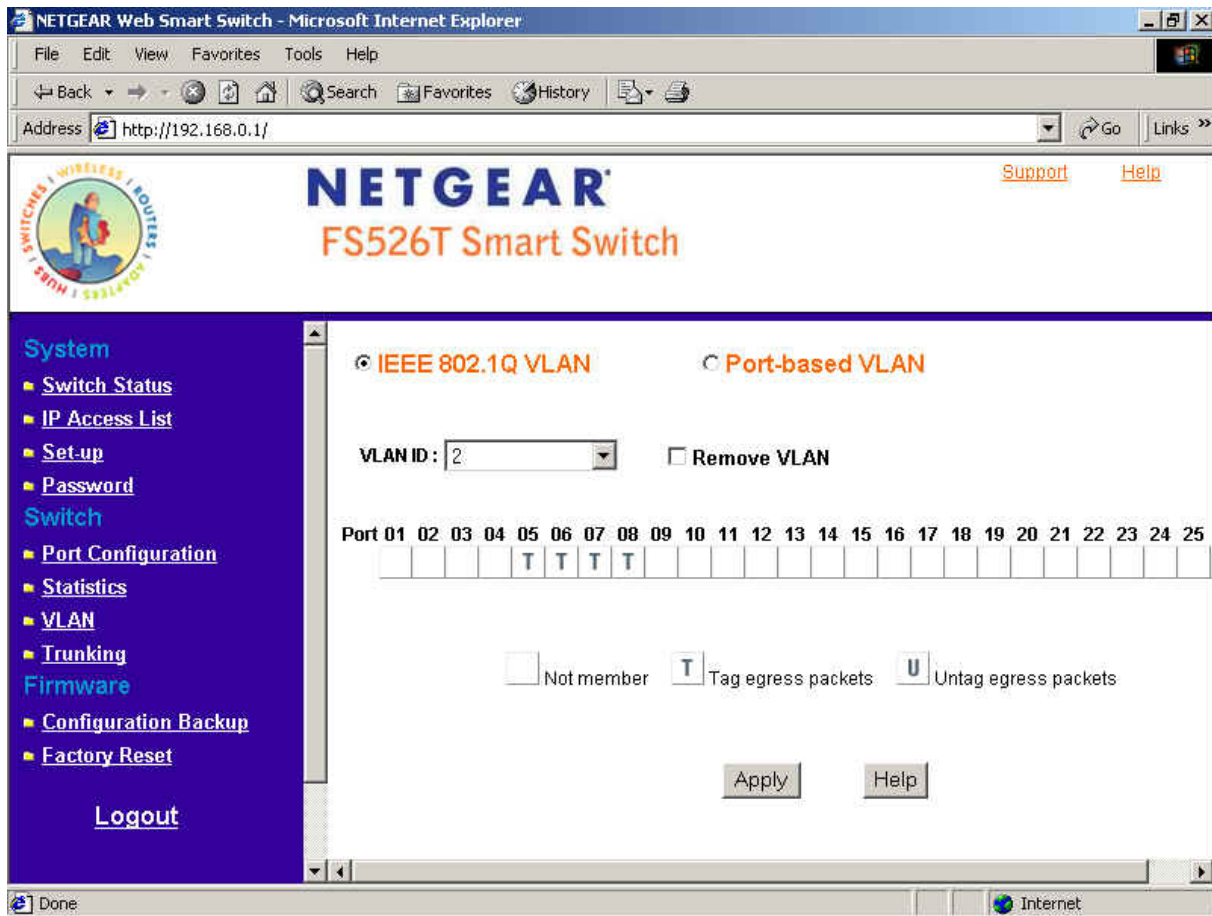 NETGEAR Web Smart Switch - Microsoft Internet Explorer
File Edit View Favorites Tools Help
Back Search Favorites History
Address http://192.168.0.1/ Go Links »
SWITCHES | WIRELESS | ROUTERS | ADAPTERS | HUBS
NETGEAR
FS526T Smart Switch
Support Help
System
Switch Status
IP Access List
Set-up
Password
Switch
Port Configuration
Statistics
VLAN
Trunking
Firmware
Configuration Backup
Factory Reset
Logout
IEEE 802.1Q VLAN Port-based VLAN
VLAN ID : 2 Remove VLAN
Port 01 02 03 04 05 06 07 08 09 10 11 12 13 14 15 16 17 18 19 20 21 22 23 24 25
T T T T
Not member T Tag egress packets U Untag egress packets
Apply Help
Done Internet